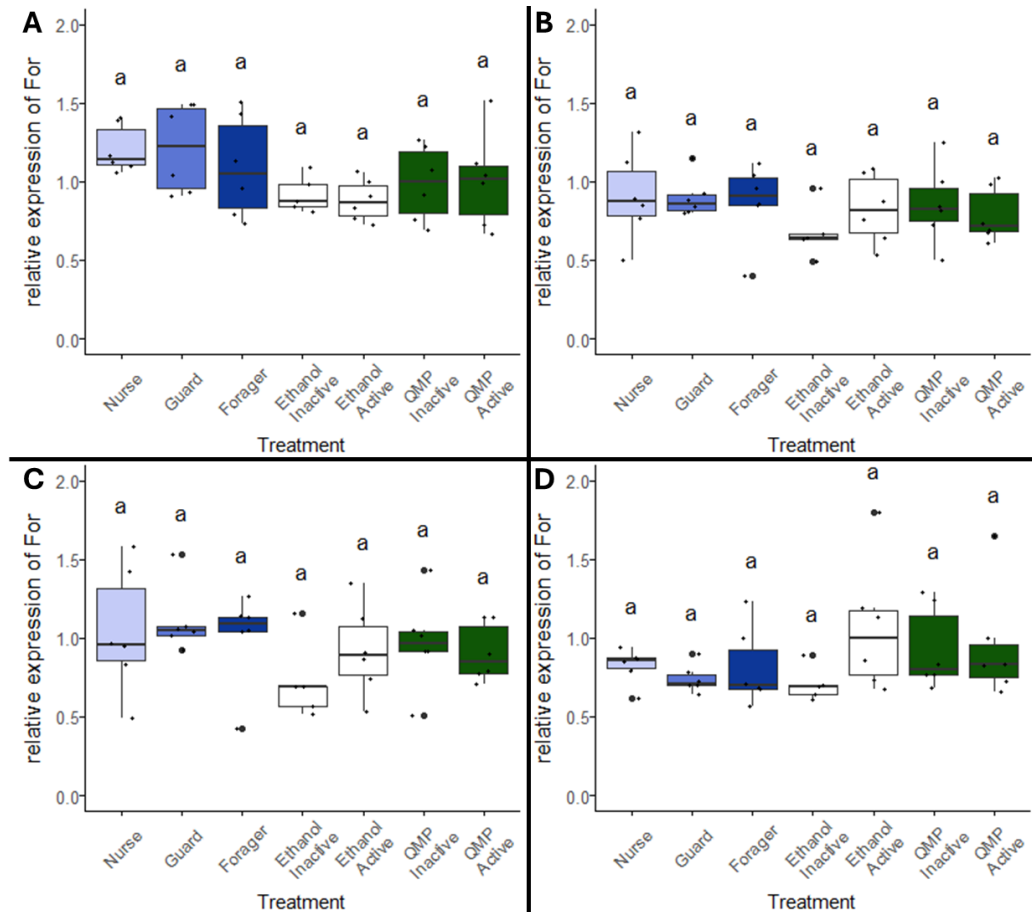 A
relative expression of For
2.0
1.5
1.0
0.5
0.0
a a a a a a a
Nurse
Guard
Forager
Ethanol
Inactive
Ethanol
Active
QMP
Inactive
QMP
Active
Treatment
B
relative expression of For
2.0
1.5
1.0
0.5
0.0
a a a a a a a
Nurse
Guard
Forager
Ethanol
Inactive
Ethanol
Active
QMP
Inactive
QMP
Active
Treatment
C
relative expression of For
2.0
1.5
1.0
0.5
0.0
a a a a a a a
Nurse
Guard
Forager
Ethanol
Inactive
Ethanol
Active
QMP
Inactive
QMP
Active
Treatment
D
relative expression of For
2.0
1.5
1.0
0.5
0.0
a a a a a a a
Nurse
Guard
Forager
Ethanol
Inactive
Ethanol
Active
QMP
Inactive
QMP
Active
Treatment